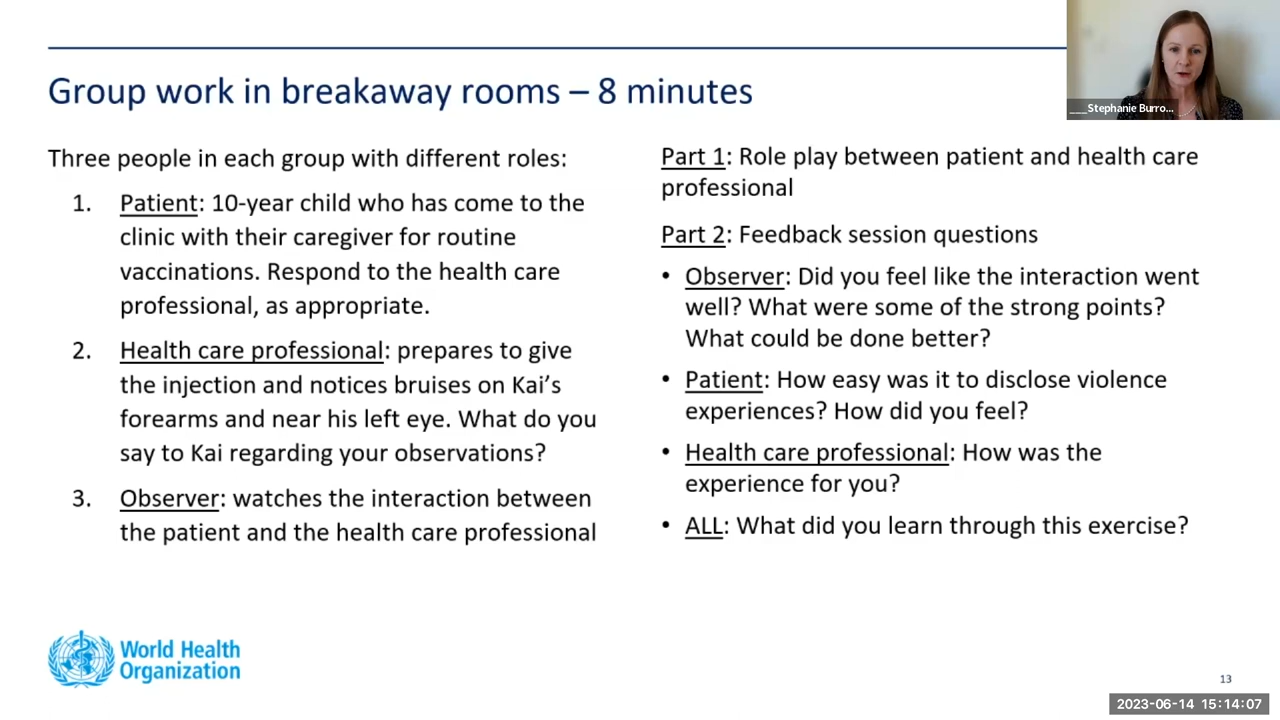 Group work in breakaway rooms – 8 minutes
Three people in each group with different roles:
1. Patient: 10-year child who has come to the
clinic with their caregiver for routine
vaccinations. Respond to the health care
professional, as appropriate.
2. Health care professional: prepares to give
the injection and notices bruises on Kai’s
forearms and near his left eye. What do you
say to Kai regarding your observations?
3. Observer: watches the interaction between
the patient and the health care professional
Part 1: Role play between patient and health care
professional
Part 2: Feedback session questions
• Observer: Did you feel like the interaction went
well? What were some of the strong points?
What could be done better?
• Patient: How easy was it to disclose violence
experiences? How did you feel?
• Health care professional: How was the
experience for you?
• ALL: What did you learn through this exercise?
___Stephanie Burro...
World Health
Organization
13
2023-06-14 15:14:07